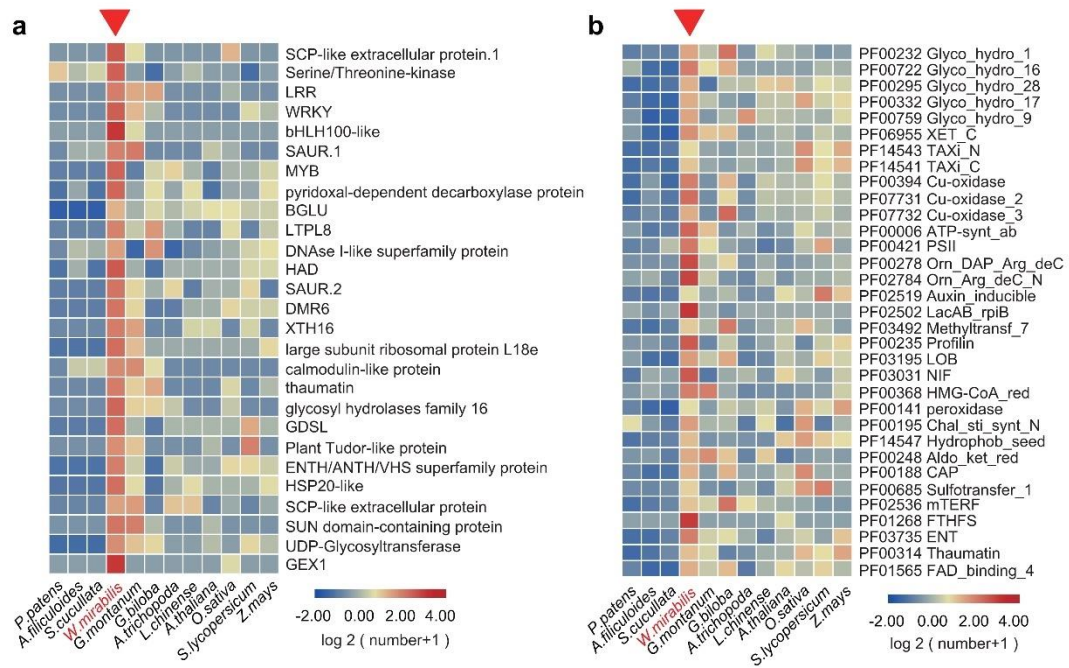 a
SCP-like extracellular protein.1
Serine/Threonine-kinase
LRR
WRKY
bHLH100-like
SAUR.1
MYB
pyridoxal-dependent decarboxylase protein
BGLU
LTPL8
DNAse I-like superfamily protein
HAD
SAUR.2
DMR6
XTH16
large subunit ribosomal protein L18e
calmodulin-like protein
thaumatin
glycosyl hydrolases family 16
GDSL
Plant Tudor-like protein
ENTH/ANTH/VHS superfamily protein
HSP20-like
SCP-like extracellular protein
SUN domain-containing protein
UDP-Glycosyltransferase
GEX1
P.patens
A.filiculoides
S.cucullata
W.mirabilis
G.montanum
G.biloba
A.trichopoda
L.chinense
A.thaliana
O.sativa
S.lycopersicum
Z.mays
-2.00 0.00 2.00 4.00
log 2 ( number+1 )
b
PF00232 Glyco_hydro_1
PF00722 Glyco_hydro_16
PF00295 Glyco_hydro_28
PF00332 Glyco_hydro_17
PF00759 Glyco_hydro_9
PF06955 XET_C
PF14543 TAXi_N
PF14541 TAXi_C
PF00394 Cu-oxidase
PF07731 Cu-oxidase_2
PF07732 Cu-oxidase_3
PF00006 ATP-synt_ab
PF00421 PSII
PF00278 Orn_DAP_Arg_deC
PF02784 Orn_Arg_deC_N
PF02519 Auxin_inducible
PF02502 LacAB_rpiB
PF03492 Methyltransf_7
PF00235 Profilin
PF03195 LOB
PF03031 NIF
PF00368 HMG-CoA_red
PF00141 peroxidase
PF00195 Chal_sti_synt_N
PF14547 Hydrophob_seed
PF00248 Aldo_ket_red
PF00188 CAP
PF00685 Sulfotransfer_1
PF02536 mTERF
PF01268 FTHFS
PF03735 ENT
PF00314 Thaumatin
PF01565 FAD_binding_4
P.patens
A.filiculoides
S.cucullata
W.mirabilis
G.montanum
G.biloba
A.trichopoda
L.chinense
A.thaliana
O.sativa
S.lycopersicum
Z.mays
-2.00 0.00 2.00 4.00
log 2 ( number+1 )